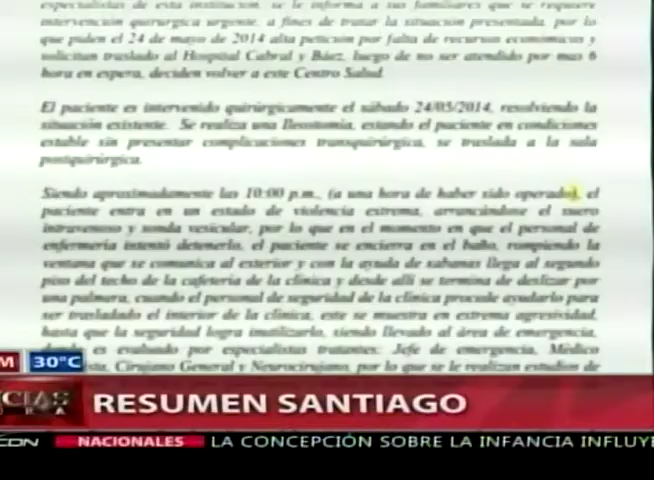 especialistas de esta institución, se le informa a sus familiares que se requiere
intervención quirúrgica urgente, a fines de tratar la situación presentada, por lo
que piden el 24 de mayo de 2014 alta petición por falta de recursos económicos y
solicitan traslado al Hospital Cabral y Báez, luego de no ser atendido por mas 6
hora en espera, deciden volver a este Centro Salud.
El paciente es intervenido quirúrgicamente el sábado 24/05/2014, resolviendo la
situación existente. Se realiza una Ileostomía, estando el paciente en condiciones
estable sin presentar complicaciones transquirúrgica, se traslada a la sala
postquirúrgica.
Siendo aproximadamente las 10:00 p.m., (a una hora de haber sido operado), el
paciente entra en un estado de violencia extrema, arrancándose el suero
intravenoso y sonda vesicular, por lo que en el momento en que el personal de
enfermería intentó detenerlo, el paciente se encierra en el baño, rompiendo la
ventana que se comunica al exterior y con la ayuda de sabanas llega al segundo
piso del techo de la cafetería de la clínica y desde allí se termina de deslizar por
una palmera, cuando el personal de seguridad de la clínica procede ayudarlo para
ser trasladado el interior de la clínica, este se muestra en extrema agresividad,
hasta que la seguridad logra inutilizarlo, siendo llevado al área de emergencia,
es evaluado por especialistas tratantes: Jefe de emergencia, Médico
Cirujano General y Neurocirujano, por lo que se le realizan estudios de
M 30°C
RESUMEN SANTIAGO
NACIONALES LA CONCEPCIÓN SOBRE LA INFANCIA INFLUYE